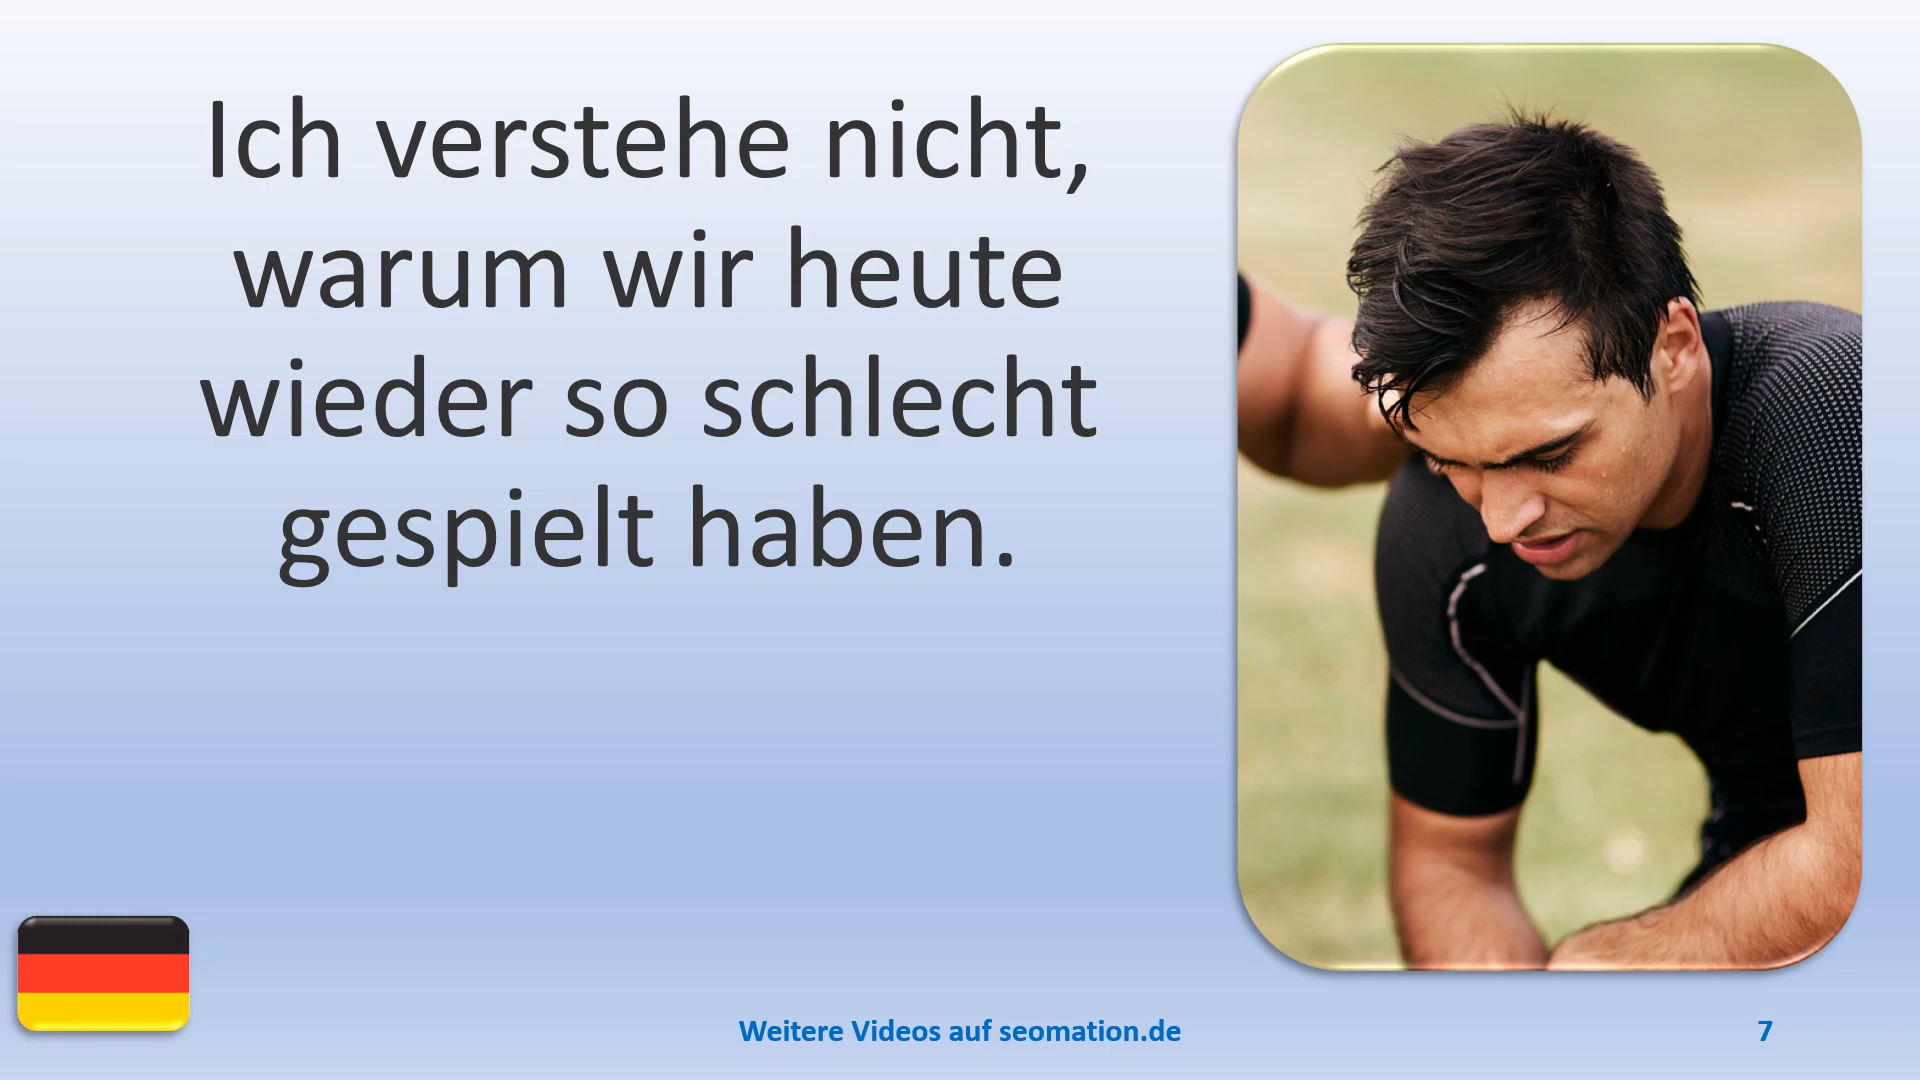 Ich verstehe nicht,
warum wir heute
wieder so schlecht
gespielt haben.
Weitere Videos auf seomation.de
7